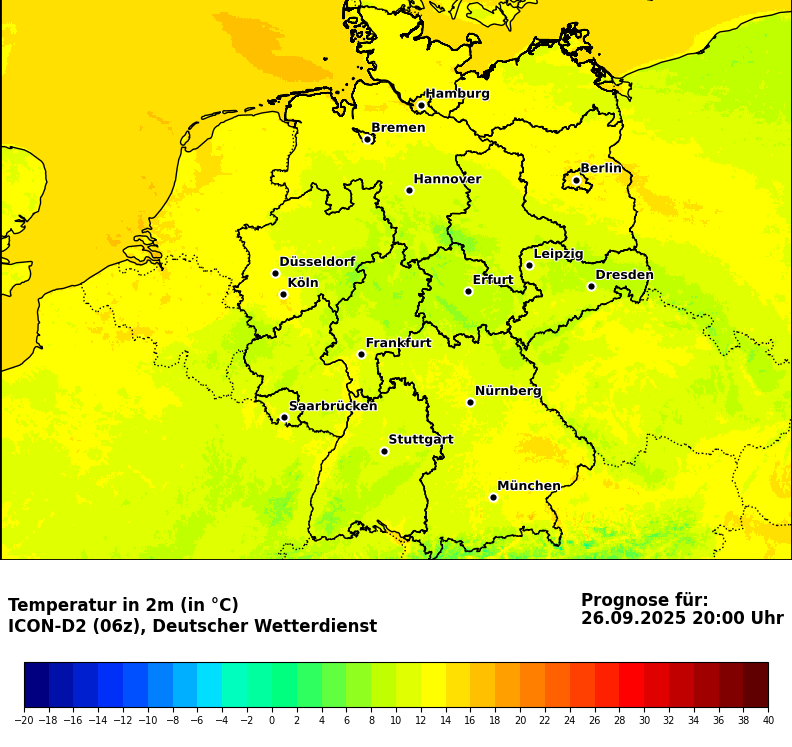 Hamburg
Bremen
Berlin
Hannover
Leipzig
Düsseldorf
Dresden
Köln
Erfurt
Frankfurt
Nürnberg
Saarbrücken
Stuttgart
München
Temperatur in 2m (in °C)
ICON-D2 (06z), Deutscher Wetterdienst
Prognose für:
26.09.2025 20:00 Uhr
−20 −18 −16 −14 −12 −10 −8 −6 −4 −2 0 2 4 6 8 10 12 14 16 18 20 22 24 26 28 30 32 34 36 38 40